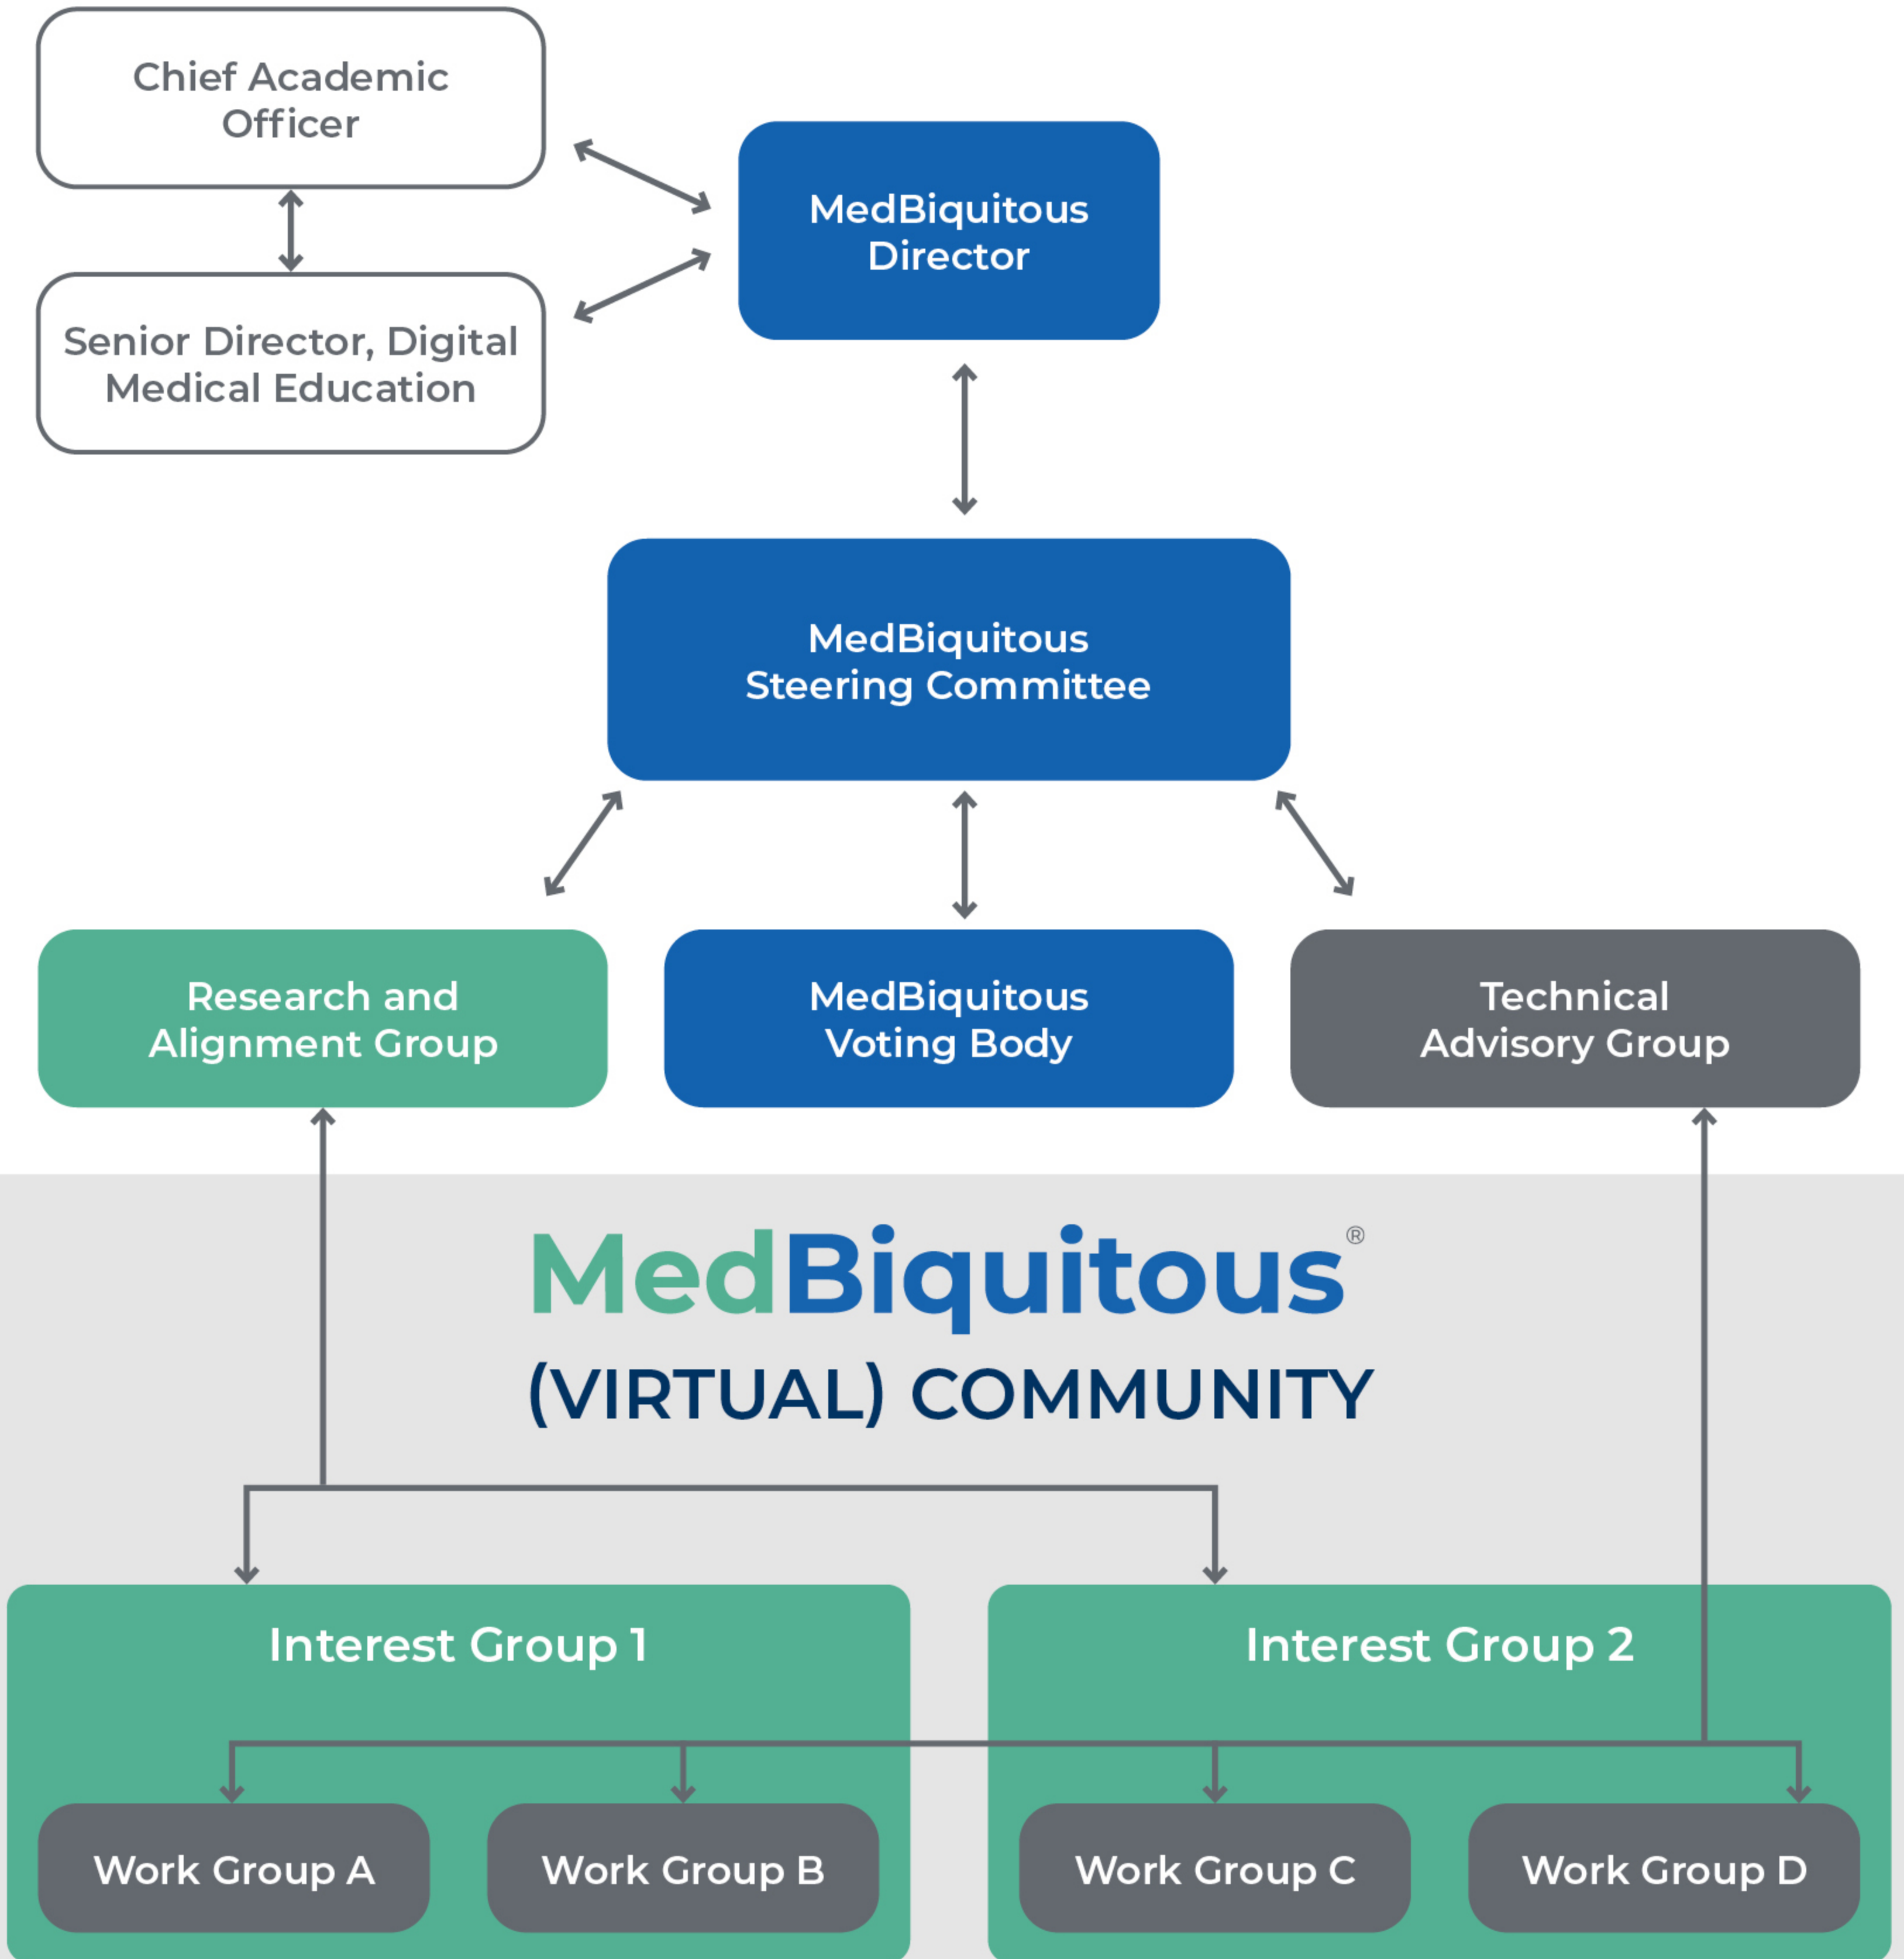 Chief Academic
Officer
MedBiquitous
Director
Senior Director, Digital
Medical Education
MedBiquitous
Steering Committee
Research and
Alignment Group
MedBiquitous
Voting Body
Technical
Advisory Group
MedBiquitous®
(VIRTUAL) COMMUNITY
Interest Group 1
Interest Group 2
Work Group A
Work Group B
Work Group C
Work Group D